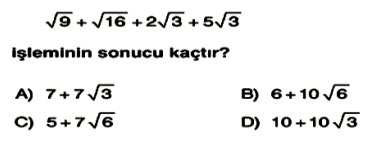 √9 + √16 + 2√3 + 5√3
işleminin sonucu kaçtır?
A) 7+7√3 B) 6+10√6
C) 5+7√6 D) 10+10√3